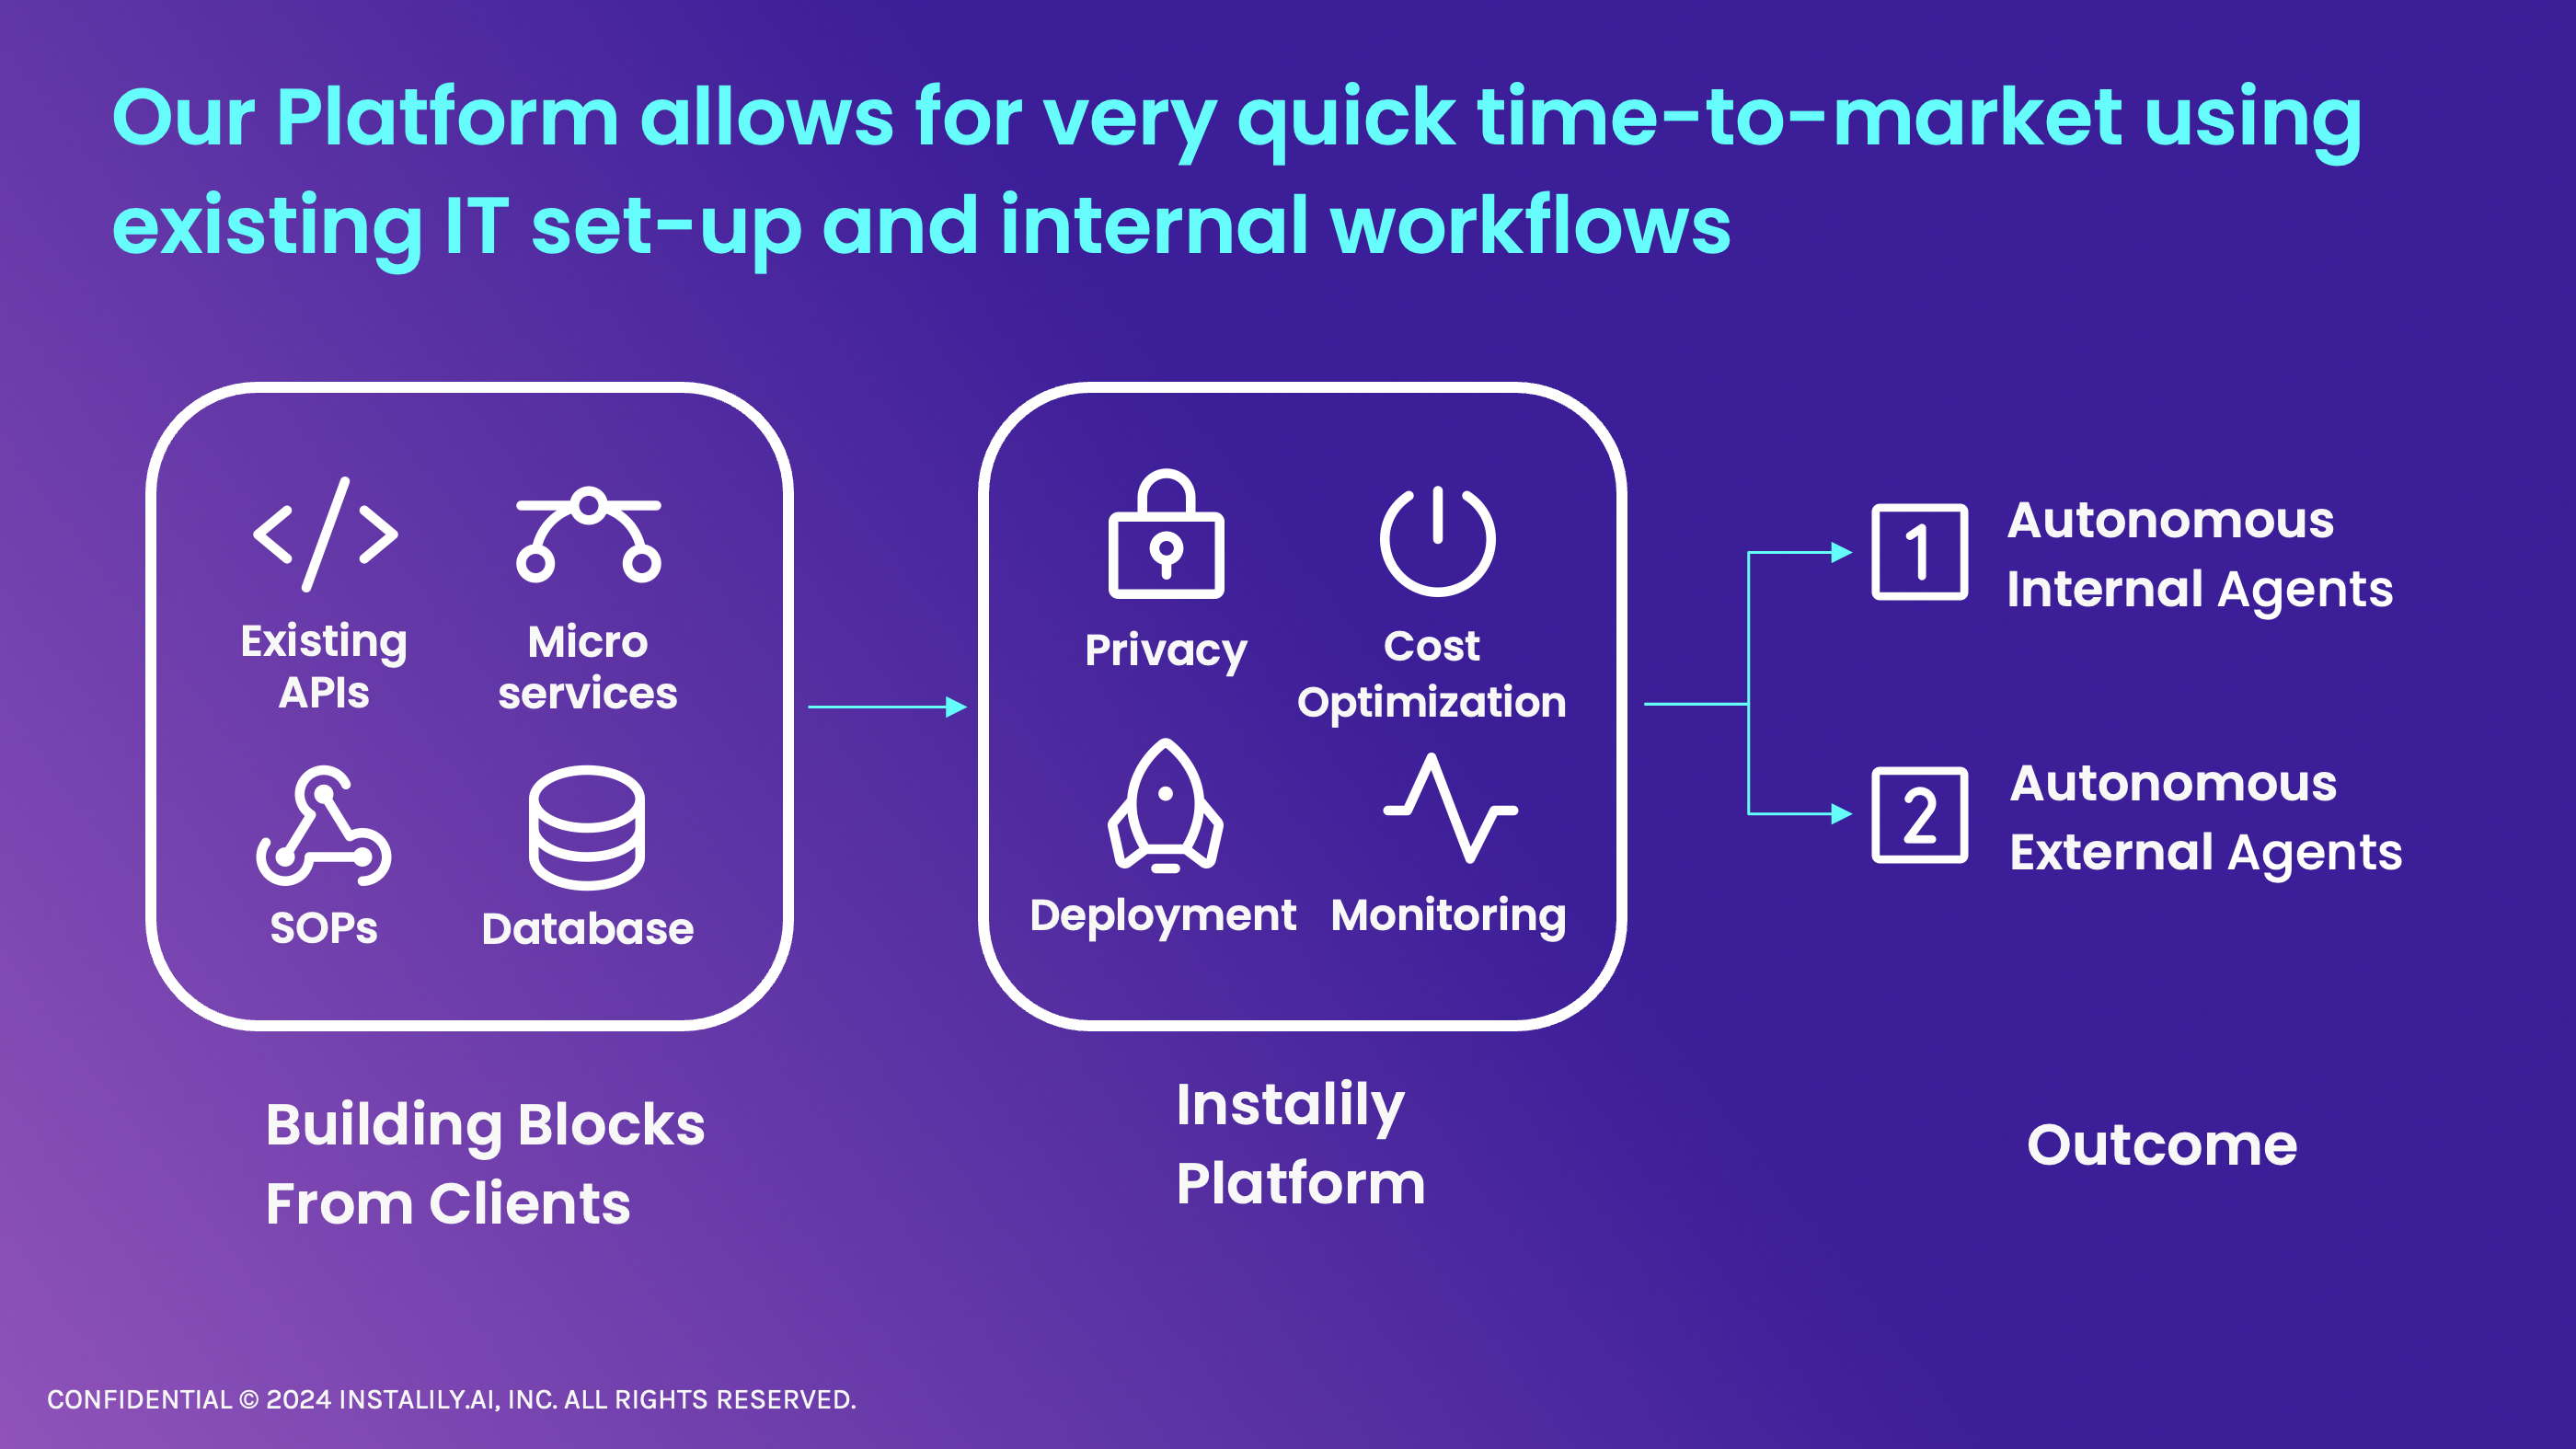 Our Platform allows for very quick time-to-market using
existing IT set-up and internal workflows
Existing
APIs
Micro
services
SOPs
Database
Building Blocks
From Clients
Privacy
Cost
Optimization
Deployment
Monitoring
Instalily
Platform
1
Autonomous
Internal Agents
2
Autonomous
External Agents
Outcome
CONFIDENTIAL © 2024 INSTALILY.AI, INC. ALL RIGHTS RESERVED.